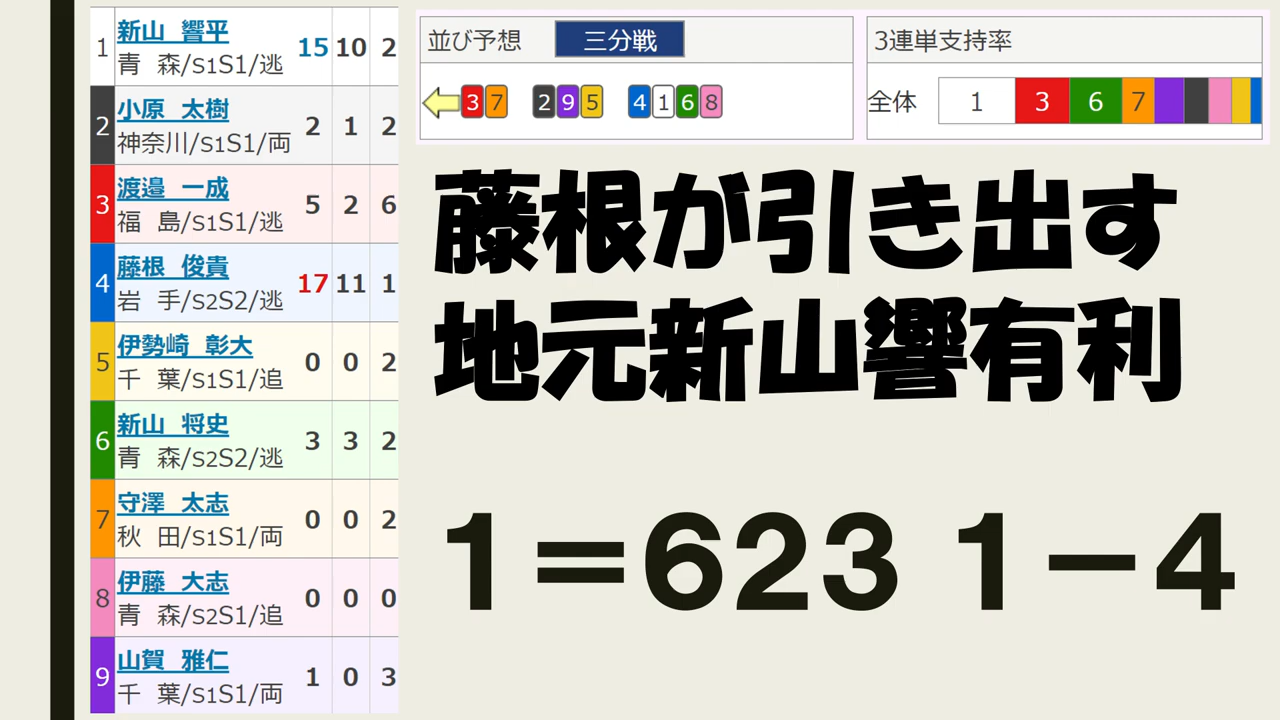 1 新山 響平 15 10 2
青 森/S1S1/逃
2 小原 太樹 2 1 2
神奈川/S1S1/両
3 渡邉 一成 5 2 6
福 島/S1S1/逃
4 藤根 俊貴 17 11 1
岩 手/S2S2/逃
5 伊勢崎 彰大 0 0 2
千 葉/S1S1/追
6 新山 将史 3 3 2
青 森/S2S2/逃
7 守澤 太志 0 0 2
秋 田/S1S1/両
8 伊藤 大志 0 0 0
青 森/S2S1/追
9 山賀 雅仁 1 0 3
千 葉/S1S1/両
並び予想 三分戦
3 7 2 9 5 4 1 6 8
3連単支持率
全体 1 3 6 7
藤根が引き出す
地元新山響有利
1=623 1-4